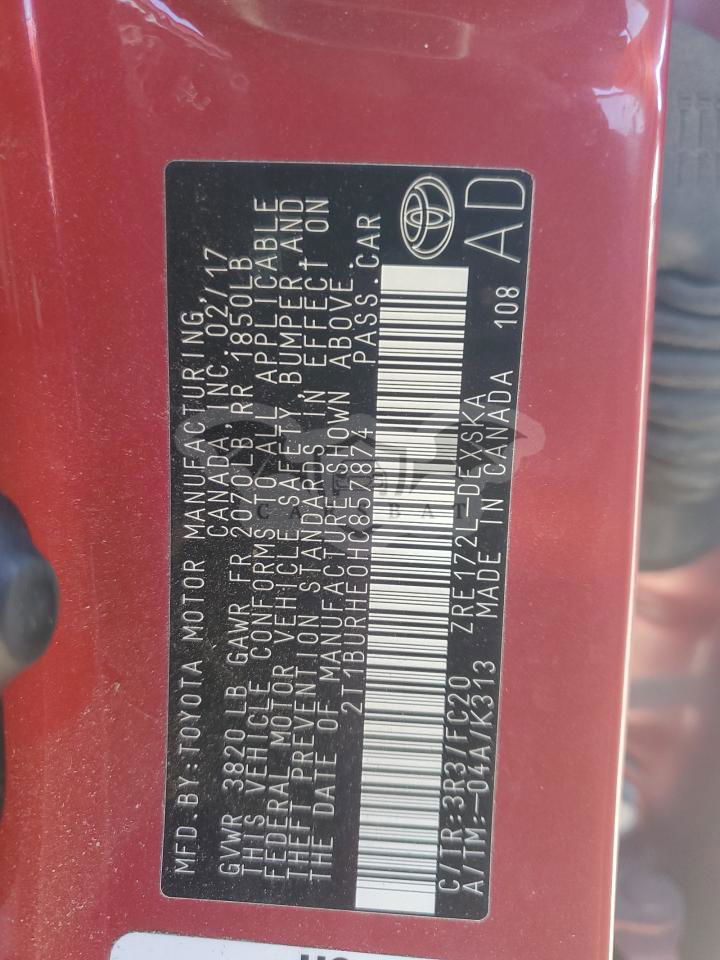 MFD.BY:TOYOTA MOTOR MANUFACTURING,
CANADA,INC. 02/17
GVWR 3820LB GAWR FR 2070LB RR 1850LB
THIS VEHICLE CONFORMS TO ALL APPLICABLE
FEDERAL MOTOR VEHICLE SAFETY, BUMPER, AND
THEFT PREVENTION STANDARDS IN EFFECT ON
THE DATE OF MANUFACTURE SHOWN ABOVE.
2T1BURHE0HC857874 PASS.CAR
C/TR:3R3/FC20 ZRE172L-DEXSKA
A/TM:-04A/K313 MADE IN CANADA 108
AD